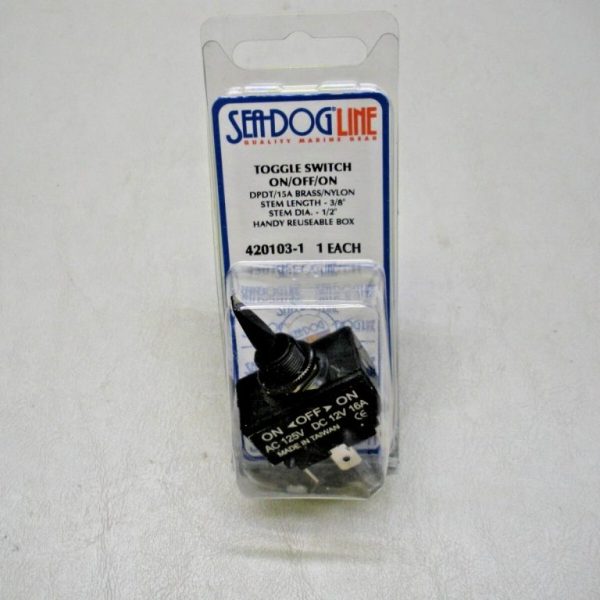 SEA-DOG LINE
QUALITY MARINE GEAR
TOGGLE SWITCH
ON/OFF/ON
DPDT/15A BRASS/NYLON
STEM LENGTH - 3/8"
STEM DIA. - 1/2"
HANDY REUSEABLE BOX
420103-1 1 EACH
ON <OFF> ON
AC 125V DC 12V 16A
MADE IN TAIWAN CE